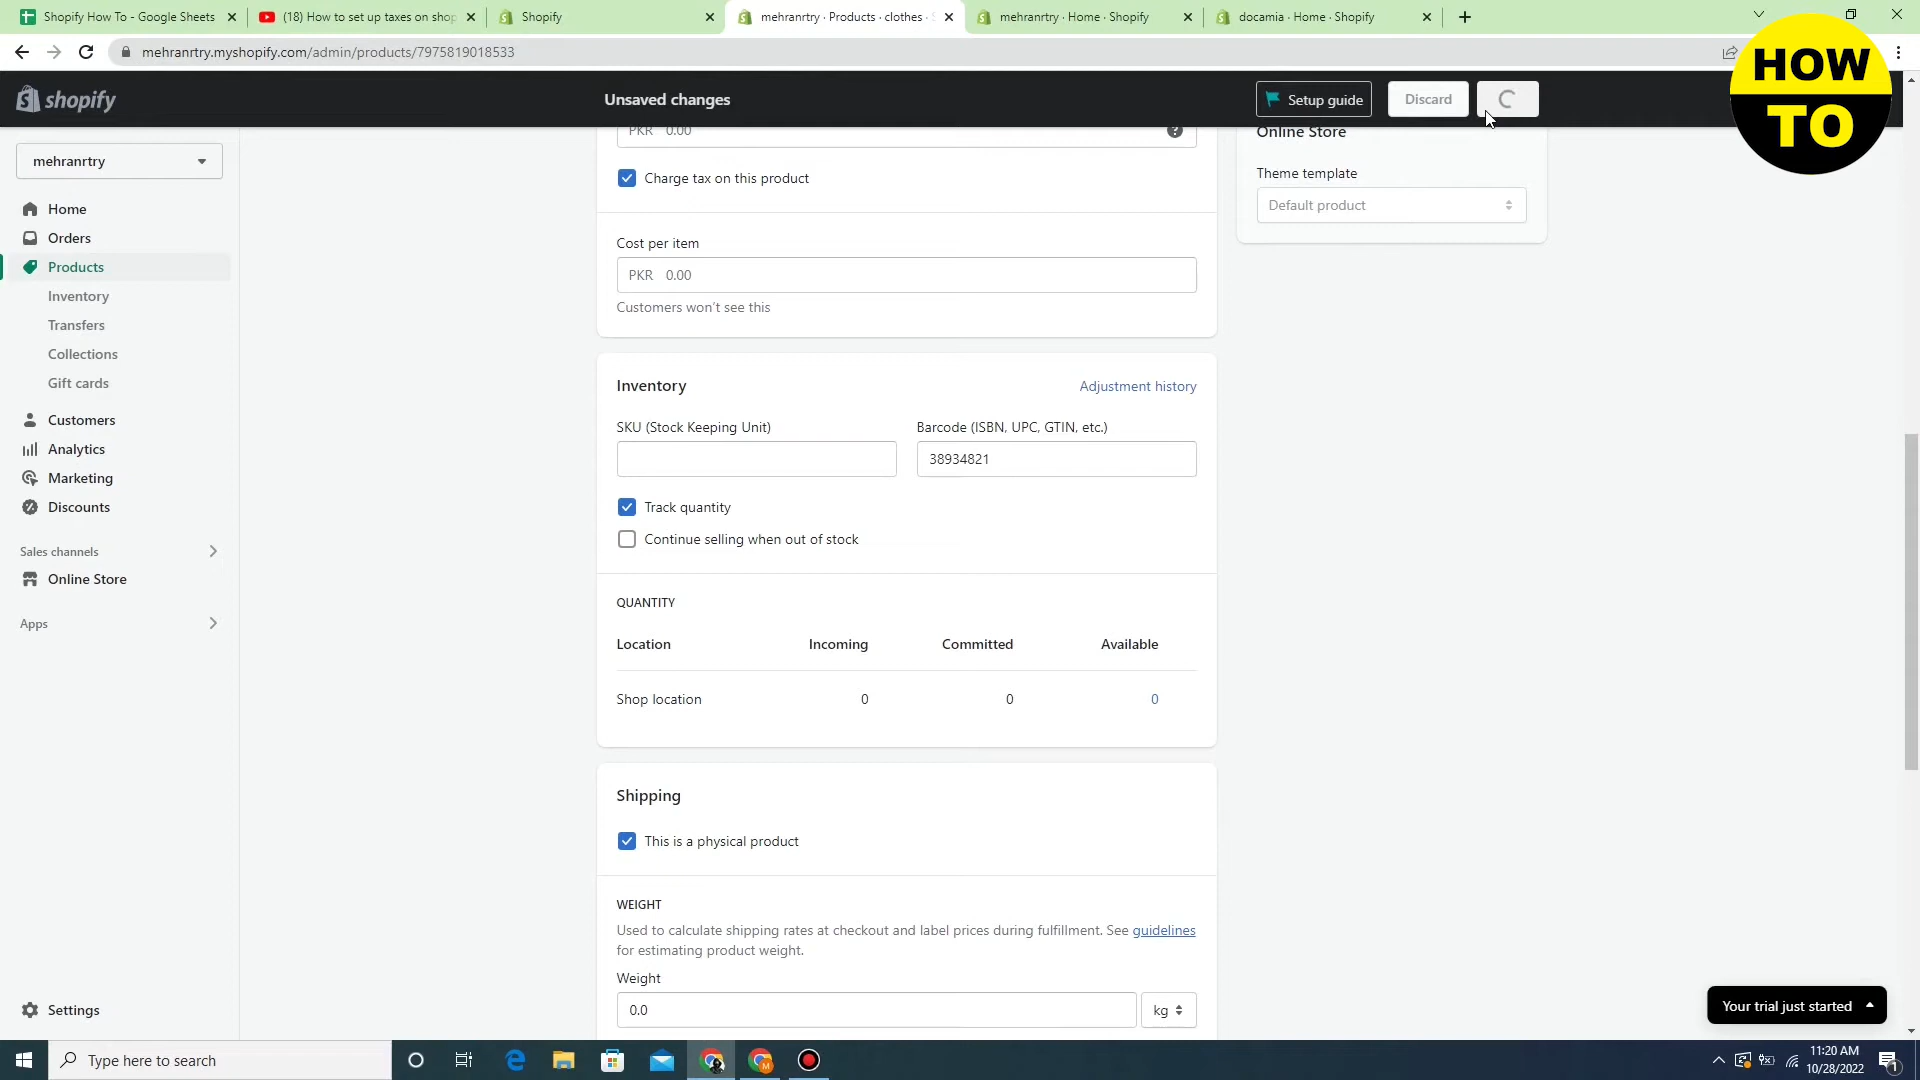 Shopify How To - Google Sheets
(18) How to set up taxes on shop
Shopify
mehranrtry · Products · clothes ·
mehranrtry · Home · Shopify
docamia · Home · Shopify
mehranrtry.myshopify.com/admin/products/7975819018533
HOW
TO
shopify
Unsaved changes
Setup guide
Discard
mehranrtry
Home
Orders
Products
Inventory
Transfers
Collections
Gift cards
Customers
Analytics
Marketing
Discounts
Sales channels
Online Store
Apps
Settings
PKR 0.00
Charge tax on this product
Cost per item
PKR 0.00
Customers won't see this
Inventory
Adjustment history
SKU (Stock Keeping Unit)
Barcode (ISBN, UPC, GTIN, etc.)
38934821
Track quantity
Continue selling when out of stock
QUANTITY
Location Incoming Committed Available
Shop location 0 0 0
Shipping
This is a physical product
WEIGHT
Used to calculate shipping rates at checkout and label prices during fulfillment. See guidelines
for estimating product weight.
Weight
0.0
kg
Online Store
Theme template
Default product
Your trial just started
Type here to search
11:20 AM
10/28/2022
1